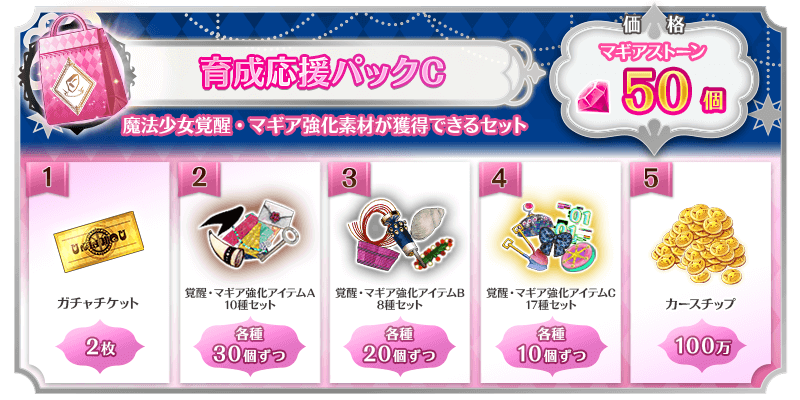 育成応援パックC
魔法少女覚醒・マギア強化素材が獲得できるセット
価格
マギアストーン
50個
1
ガチャチケット
2枚
2
覚醒・マギア強化アイテムA
10種セット
各種
30個ずつ
3
覚醒・マギア強化アイテムB
8種セット
各種
20個ずつ
4
01
01
覚醒・マギア強化アイテムC
17種セット
各種
10個ずつ
5
カースチップ
100万